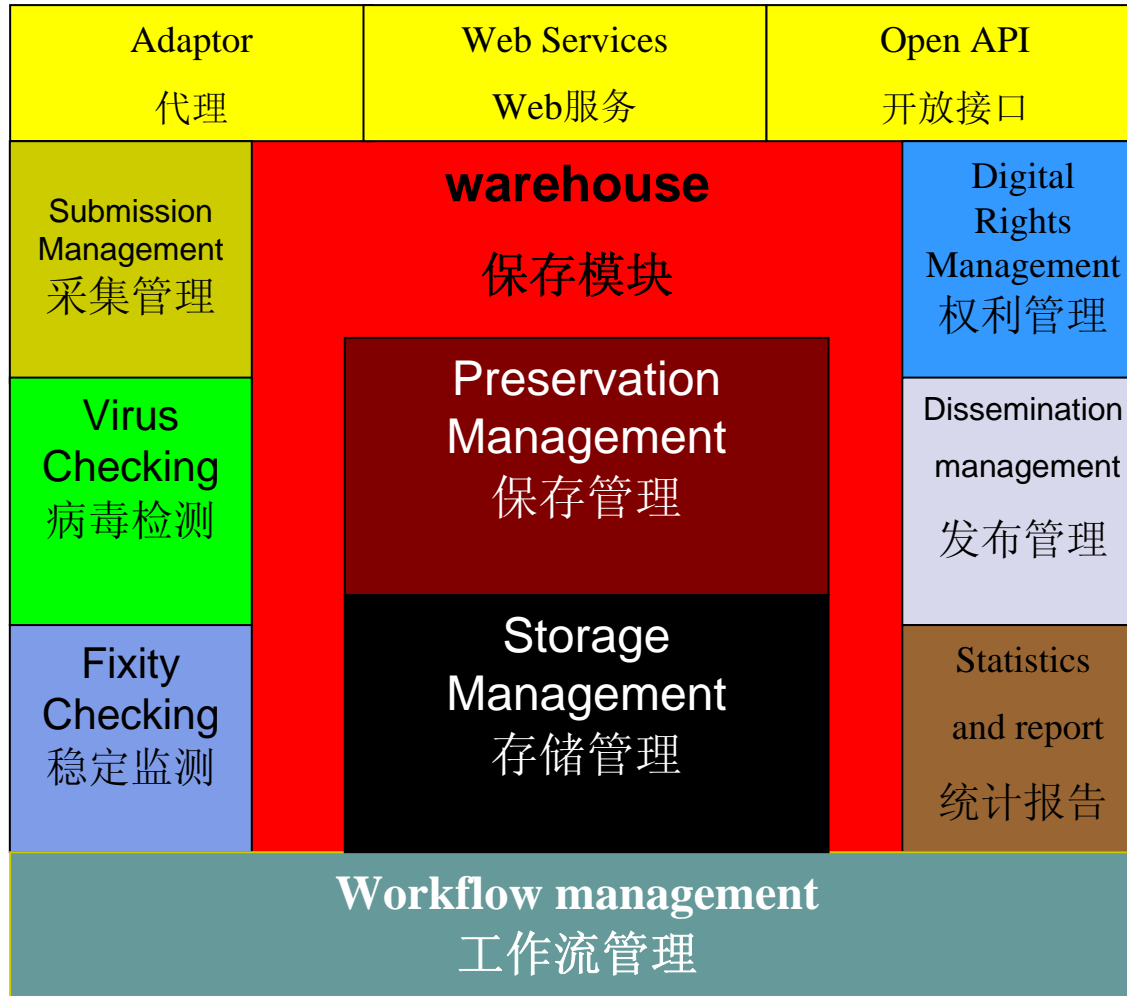 Adaptor
代理
Web Services
Web服务
Open API
开放接口
Submission
Management
采集管理
warehouse
保存模块
Digital
Rights
Management
权利管理
Virus
Checking
病毒检测
Preservation
Management
保存管理
Dissemination
management
发布管理
Fixity
Checking
稳定监测
Storage
Management
存储管理
Statistics
and report
统计报告
Workflow management
工作流管理